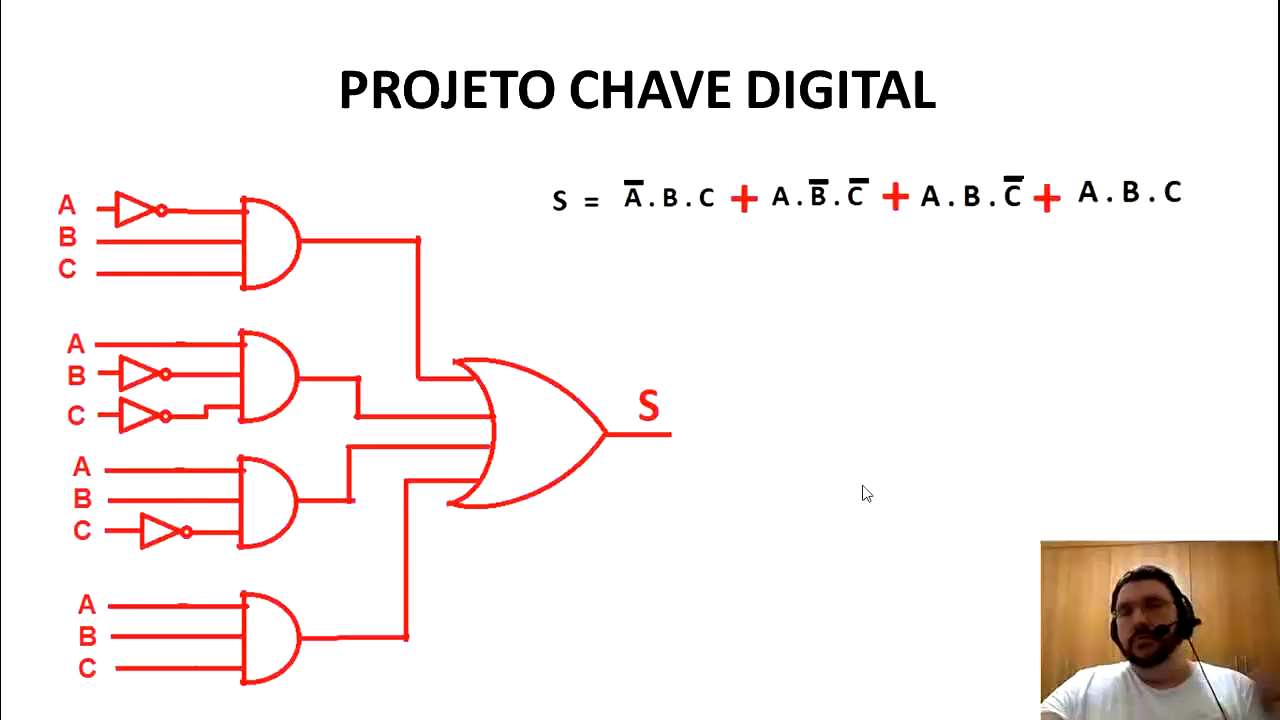 PROJETO CHAVE DIGITAL
S = A̅ . B . C + A . B̅ . C̅ + A . B . C̅ + A . B . C
A
B
C
A
B
C
S
A
B
C
A
B
C